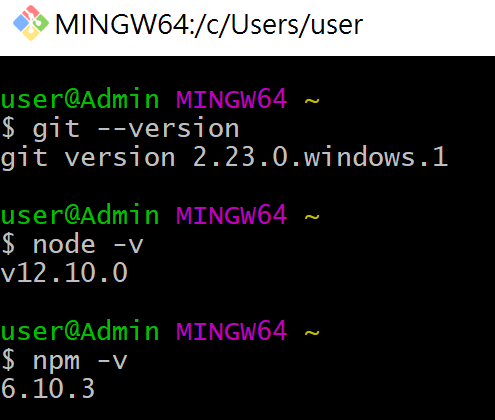 MINGW64:/c/Users/user
user@Admin MINGW64 ~
$ git --version
git version 2.23.0.windows.1
user@Admin MINGW64 ~
$ node -v
v12.10.0
user@Admin MINGW64 ~
$ npm -v
6.10.3